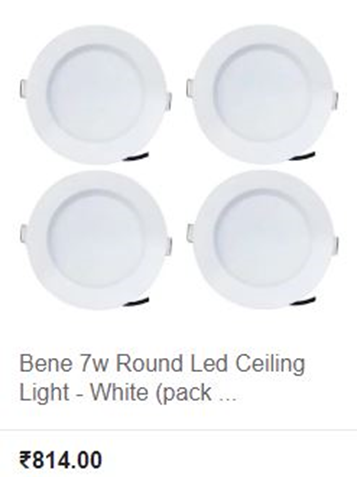 Bene 7w Round Led Ceiling
Light - White (pack ...
₹814.00